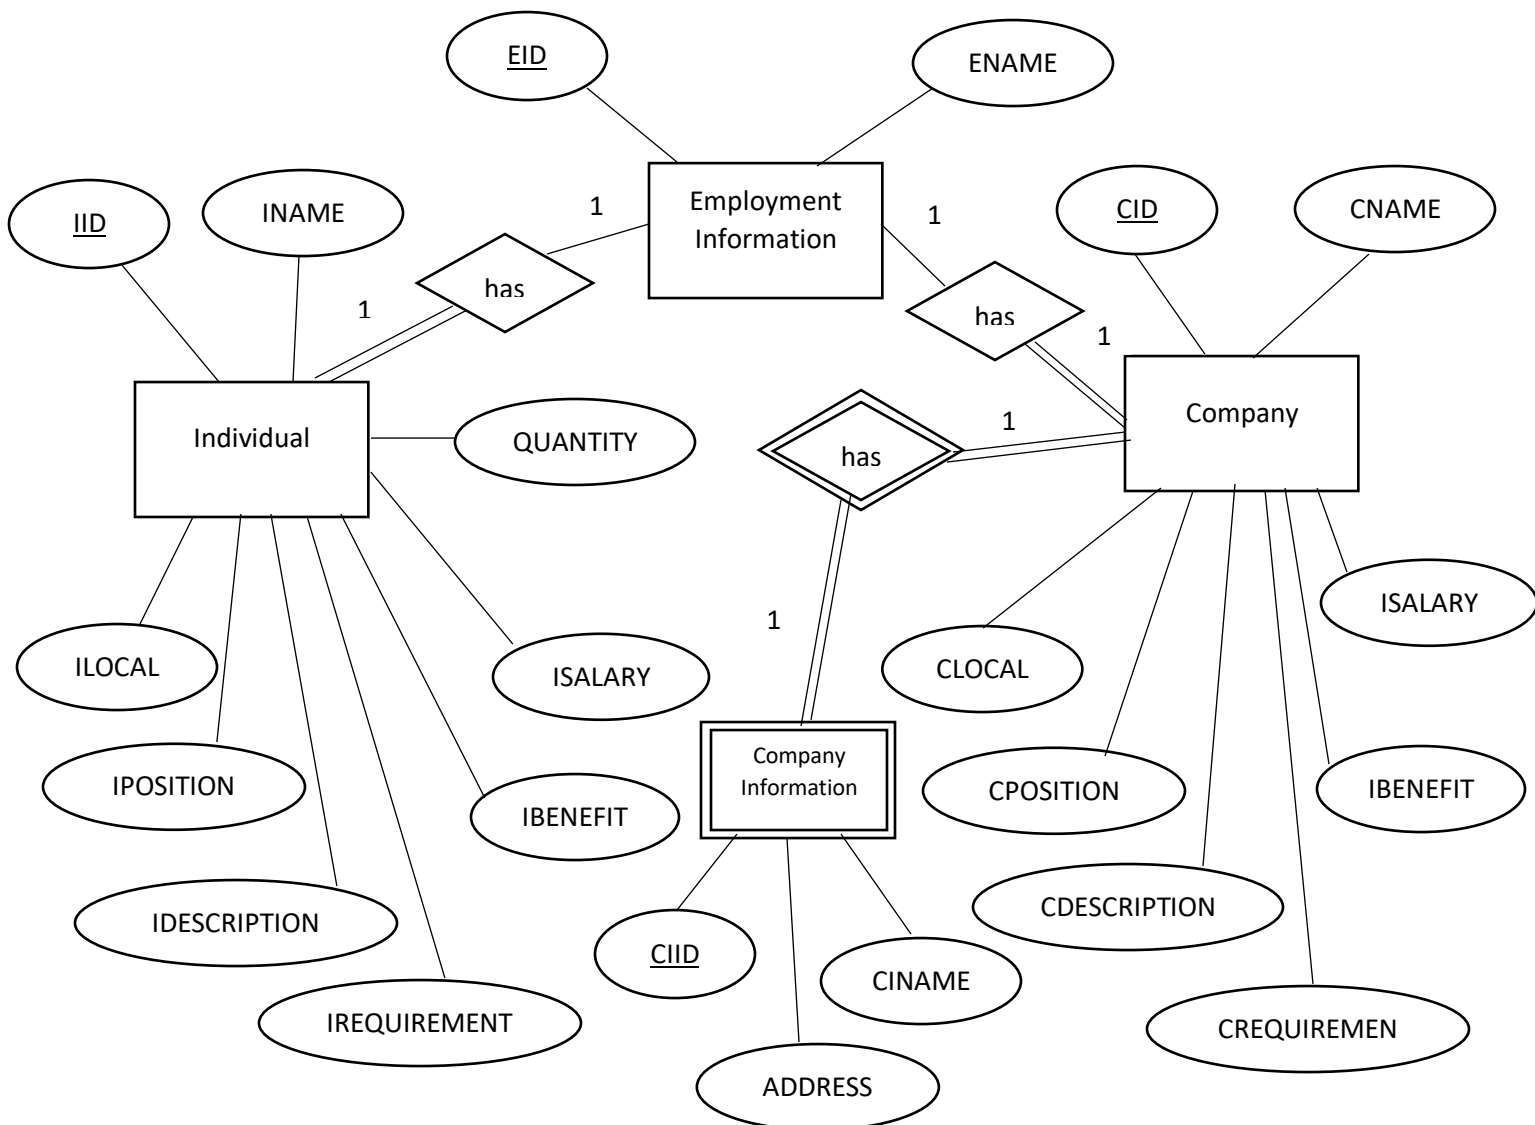 EID
ENAME
Employment
Information
IID
INAME
1
1
CID
CNAME
has
1
has
1
Individual
QUANTITY
has
1
Company
ILOCAL
ISALARY
1
CLOCAL
ISALARY
IPOSITION
IBENEFIT
Company
Information
CPOSITION
IBENEFIT
IDESCRIPTION
CIID
CINAME
CDESCRIPTION
IREQUIREMENT
ADDRESS
CREQUIREMEN